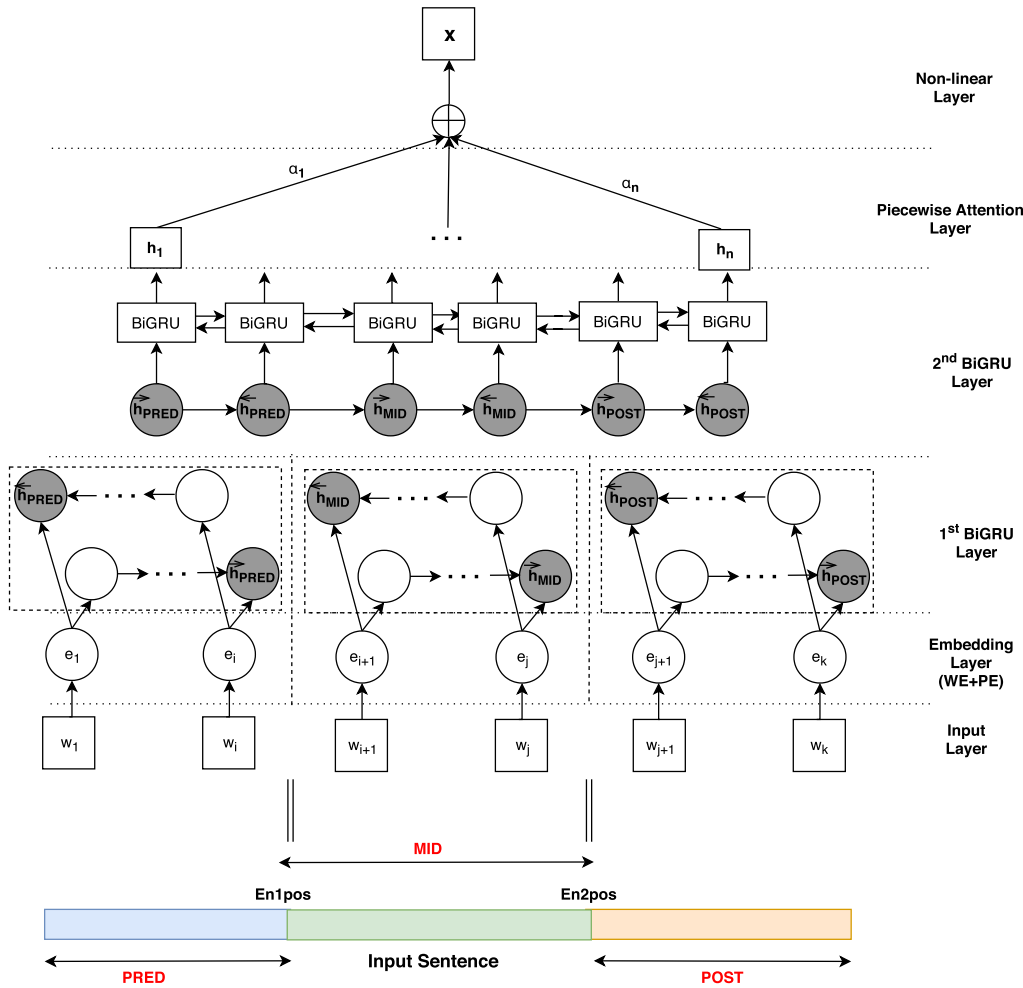 x
Non-linear
Layer
α1
αn
Piecewise Attention
Layer
h1
. . .
hn
BiGRU BiGRU BiGRU BiGRU BiGRU BiGRU
2nd BiGRU
Layer
hPRED hPRED hMID hMID hPOST hPOST
hPRED . . . hMID . . . hPOST . . .
1st BiGRU
Layer
. . . hPRED . . . hMID . . . hPOST
Embedding
Layer
(WE+PE)
e1 ei ei+1 ej ej+1 ek
Input
Layer
w1 wi wi+1 wj wj+1 wk
MID
En1pos En2pos
Input Sentence
PRED POST